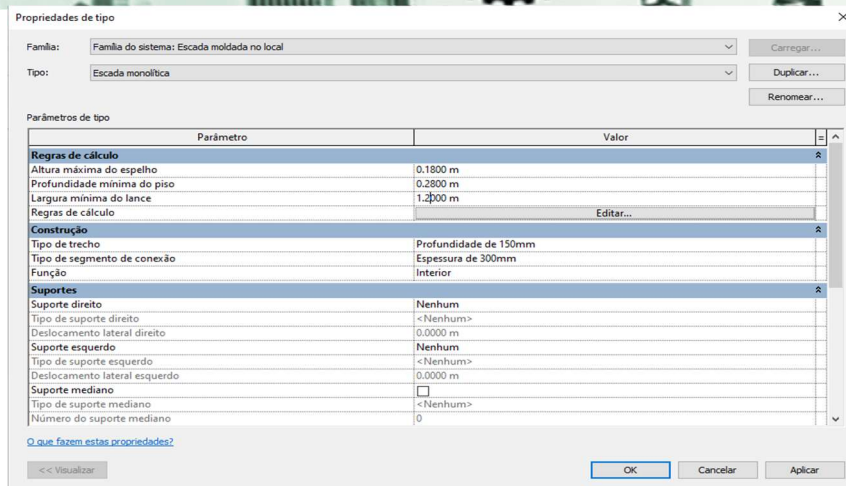 Propriedades de tipo
Família: Família do sistema: Escada moldada no local Carregar...
Tipo: Escada monolítica Duplicar...
Renomear...
Parâmetros de tipo
Parâmetro Valor =
Regras de cálculo
Altura máxima do espelho 0.1800 m
Profundidade mínima do piso 0.2800 m
Largura mínima do lance 1.2000 m
Regras de cálculo Editar...
Construção
Tipo de trecho Profundidade de 150mm
Tipo de segmento de conexão Espessura de 300mm
Função Interior
Suportes
Suporte direito Nenhum
Tipo de suporte direito <Nenhum>
Deslocamento lateral direito 0.0000 m
Suporte esquerdo Nenhum
Tipo de suporte esquerdo <Nenhum>
Deslocamento lateral esquerdo 0.0000 m
Suporte mediano
Tipo de suporte mediano <Nenhum>
Número do suporte mediano 0
O que fazem estas propriedades?
<< Visualizar OK Cancelar Aplicar